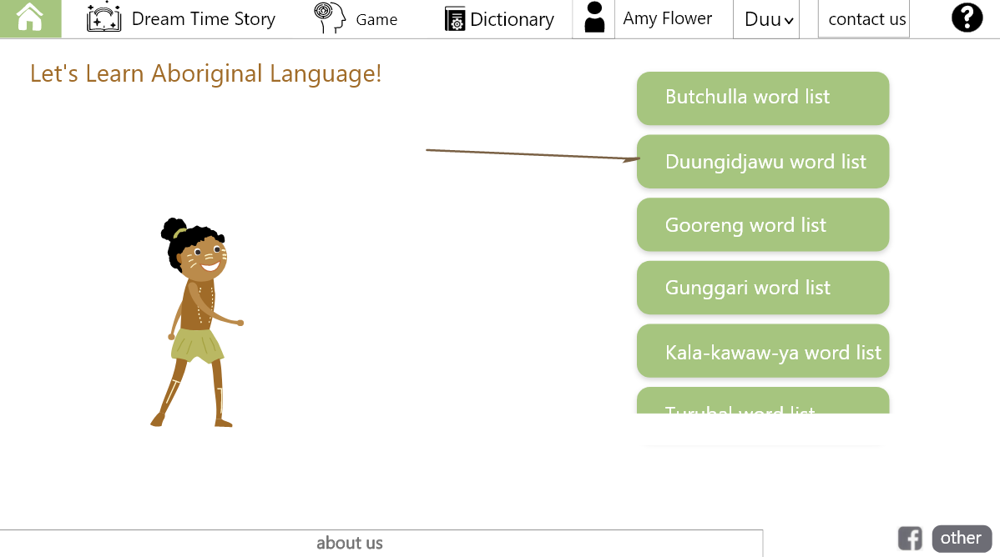 Dream Time Story
Game
Dictionary
Amy Flower
Duu
contact us
?
Let's Learn Aboriginal Language!
Butchulla word list
Duungidjawu word list
Gooreng word list
Gunggari word list
Kala-kawaw-ya word list
Turubal word list
about us
f
other